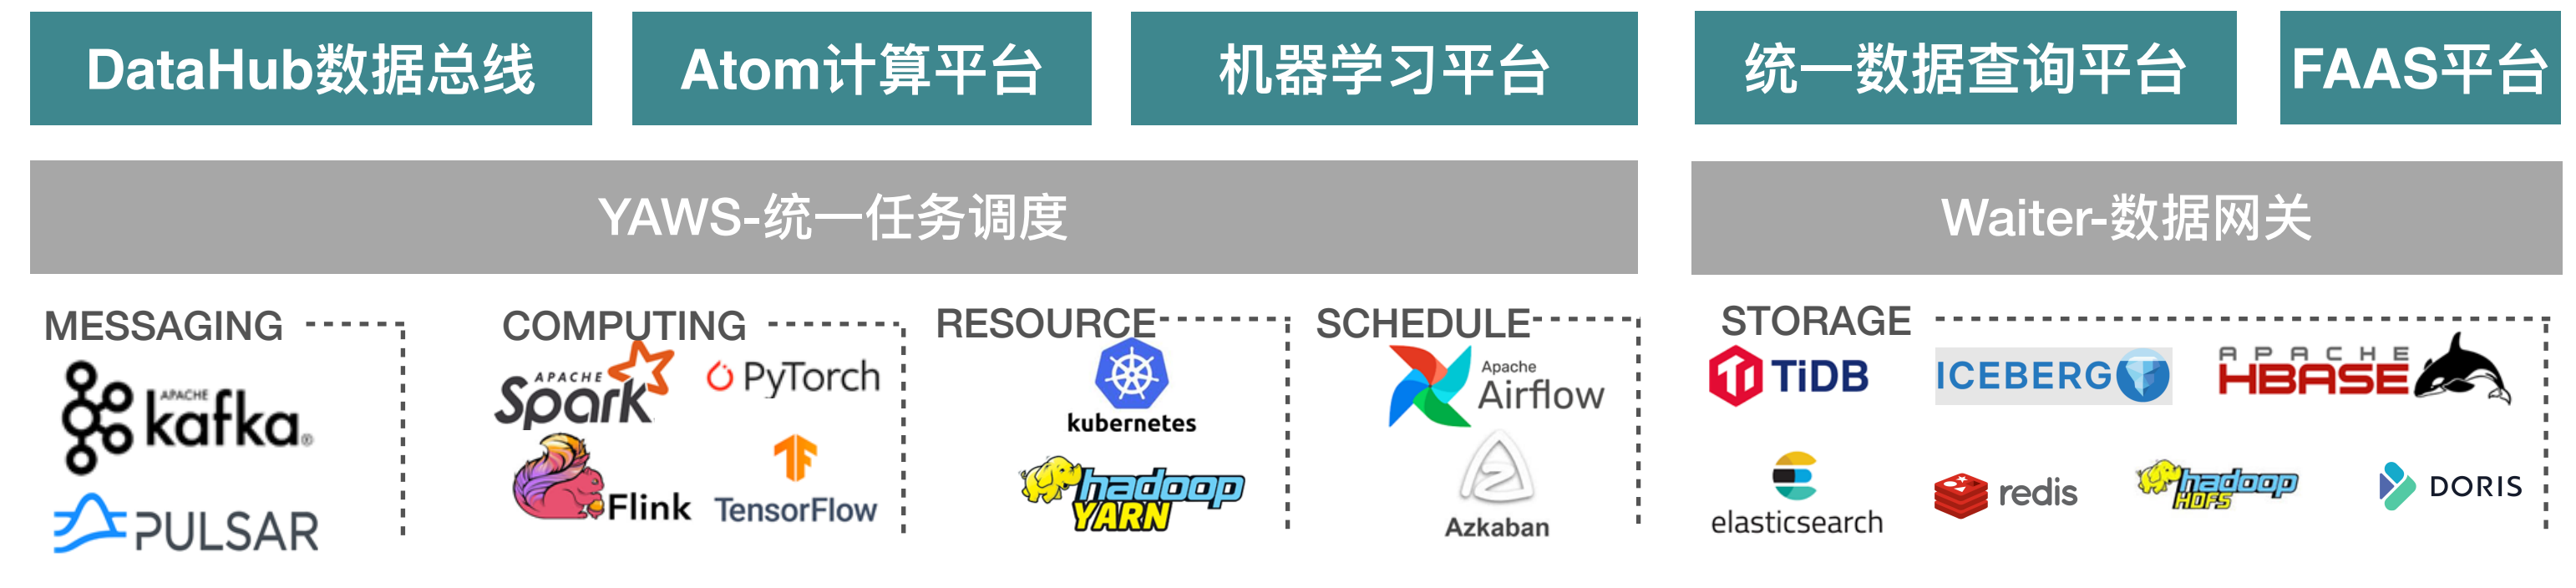 DataHub数据总线
Atom计算平台
机器学习平台
统一数据查询平台
FAAS平台
YAWS-统一任务调度
Waiter-数据网关
MESSAGING
APACHE
kafka®
PULSAR
COMPUTING
APACHE
Spark
PyTorch
Flink
TensorFlow
RESOURCE
kubernetes
hadoop
YARN
SCHEDULE
Apache
Airflow
Azkaban
STORAGE
TiDB
ICEBERG
APACHE
HBASE
elasticsearch
redis
hadoop
HDFS
DORIS